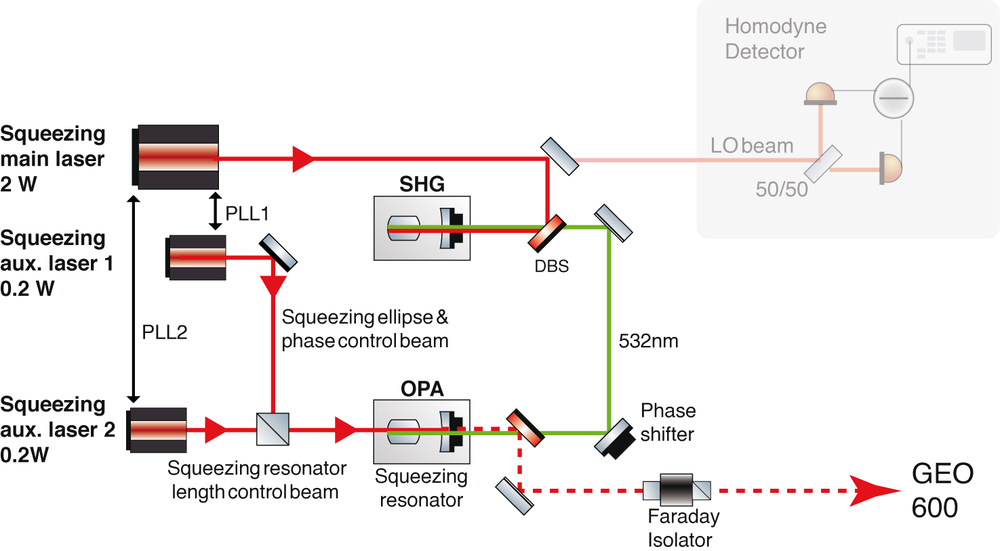 Homodyne
Detector
LO beam
50/50
Squeezing
main laser
2 W
SHG
PLL1
DBS
Squeezing
aux. laser 1
0.2 W
Squeezing ellipse &
phase control beam
PLL2
532nm
OPA
Squeezing
aux. laser 2
0.2W
Phase
shifter
Squeezing resonator
length control beam
Squeezing
resonator
Faraday
Isolator
GEO
600